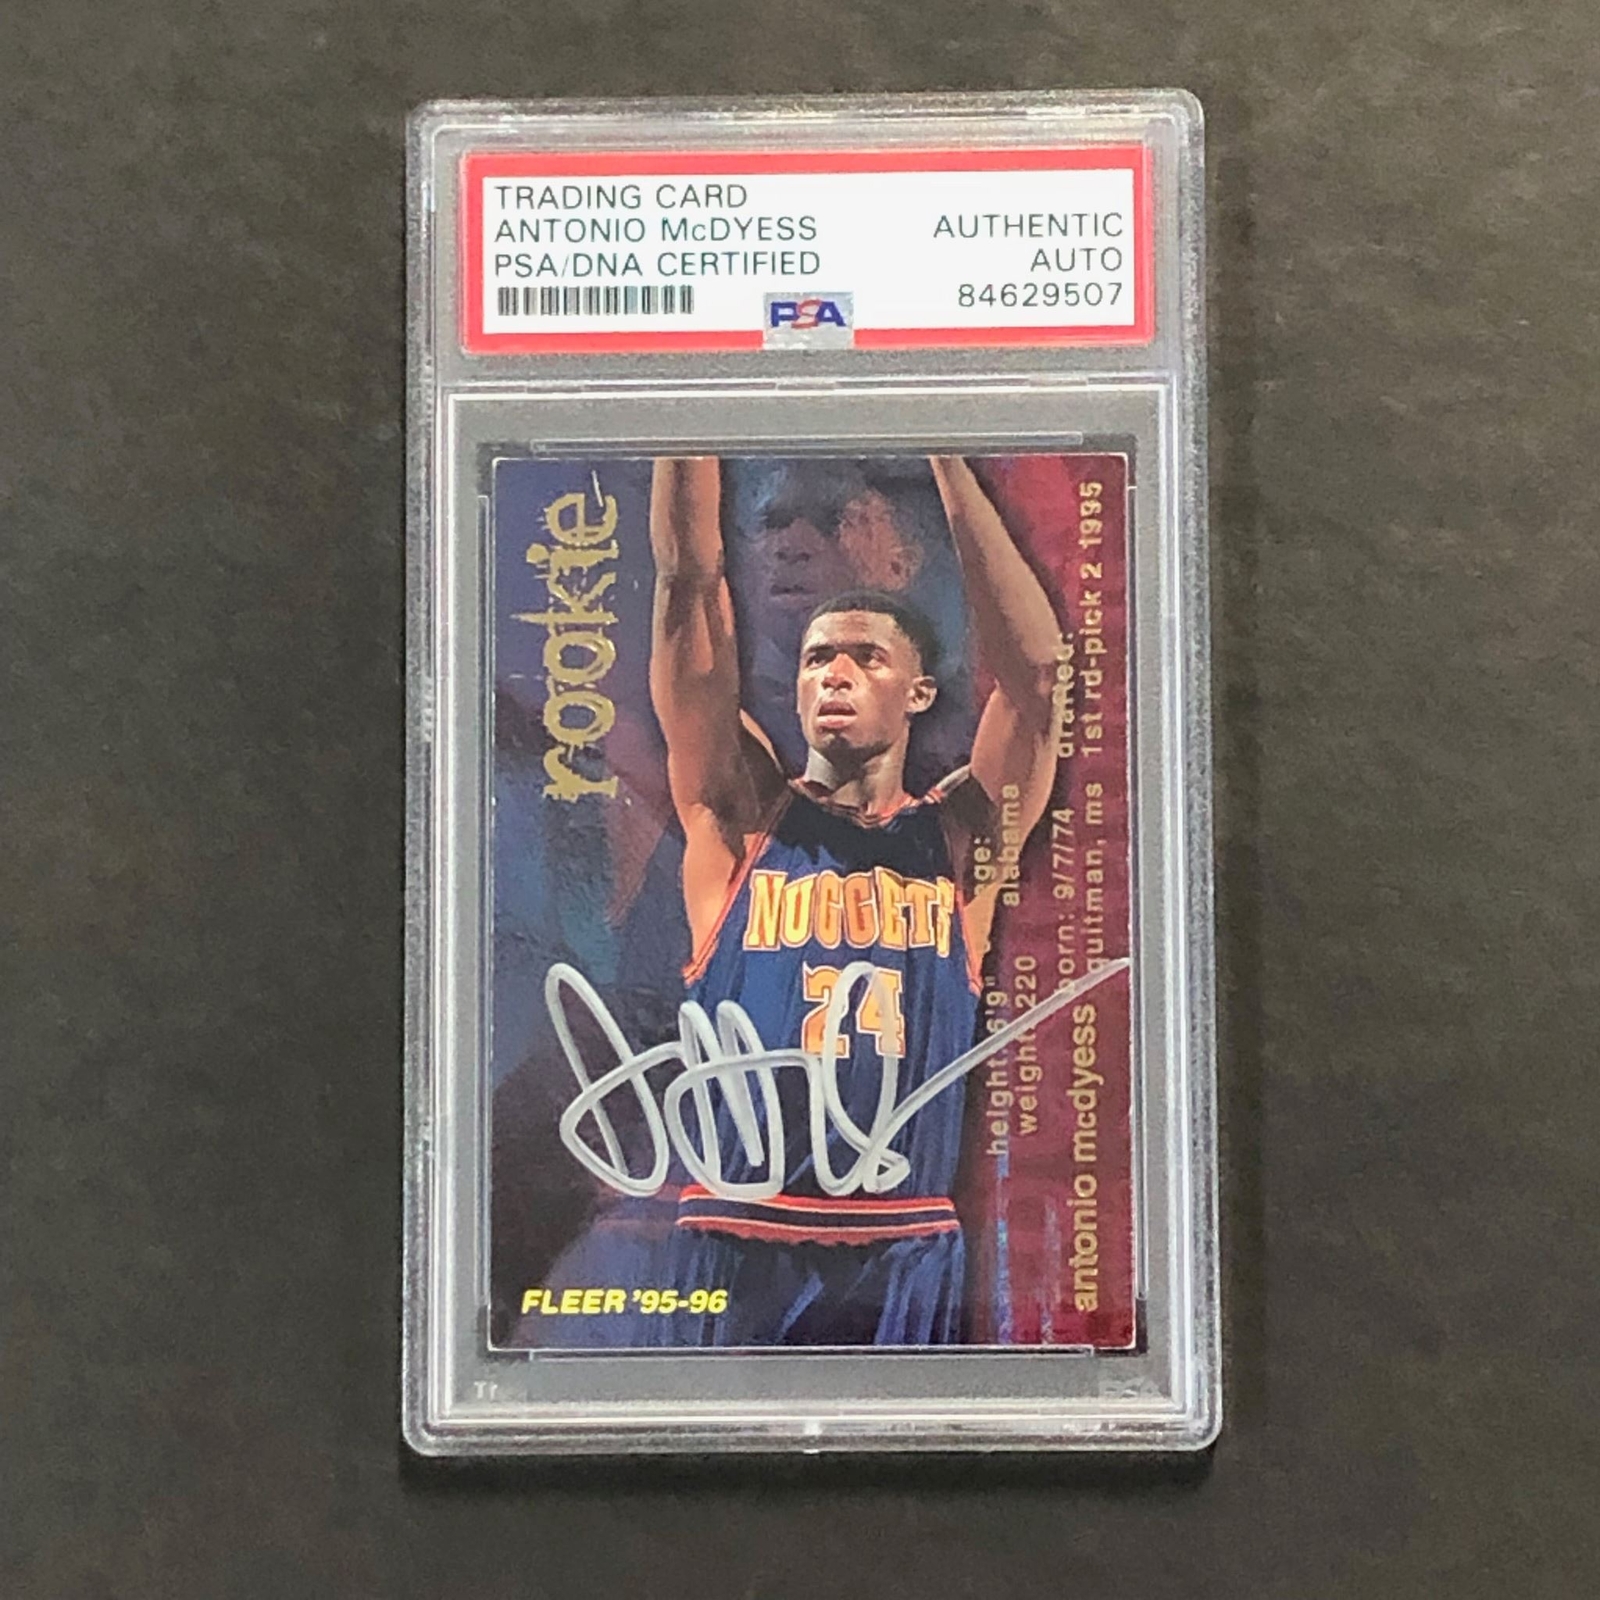 TRADING CARD
ANTONIO McDYESS
PSA/DNA CERTIFIED
AUTHENTIC
AUTO
84629507
PSA
rookie
NUGGETS
24
height: 6'9"
weight: 220
ege:
alabama
born: 9/7/74
quitman, ms
drafted:
1st rd-pick 2 1995
antonio mcdyess
FLEER '95-96